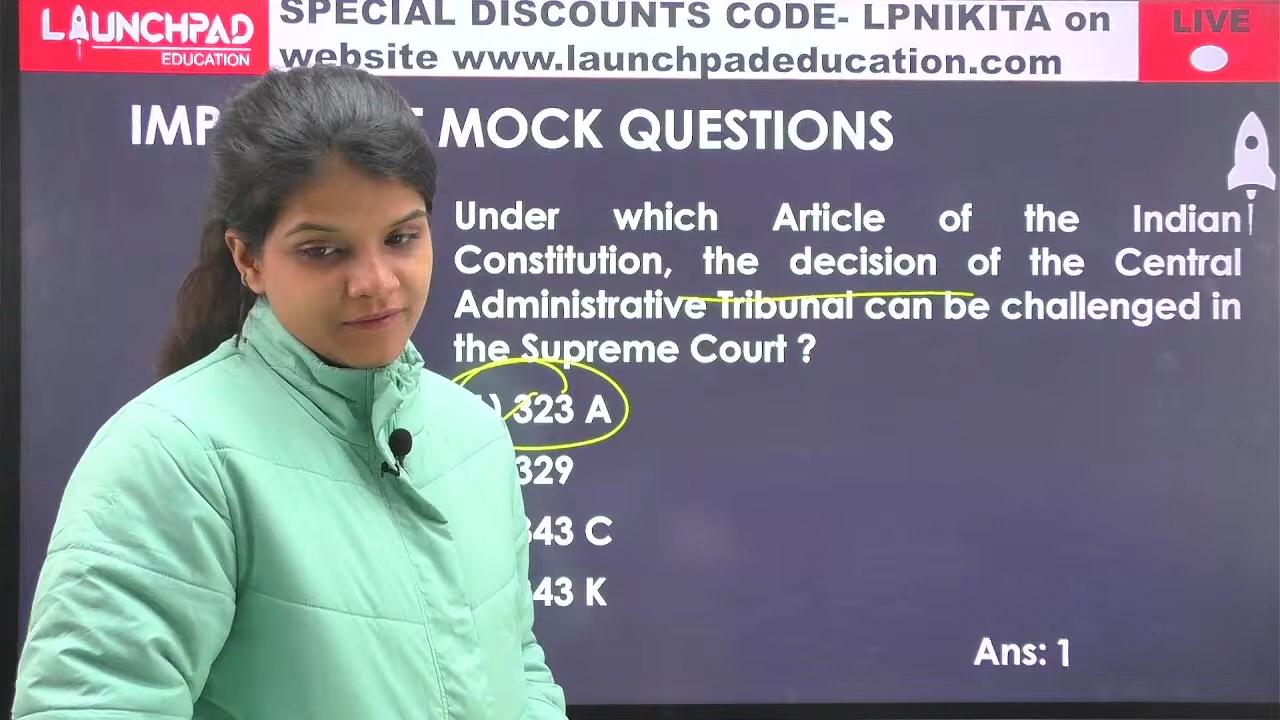 LAUNCHPAD
EDUCATION
SPECIAL DISCOUNTS CODE- LPNIKITA on
website www.launchpadeducation.com
LIVE
MOCK QUESTIONS
Under which Article of the Indian
Constitution, the decision of the Central
Administrative Tribunal can be challenged in
the Supreme Court ?
) 323 A
329
343 C
43 K
Ans: 1